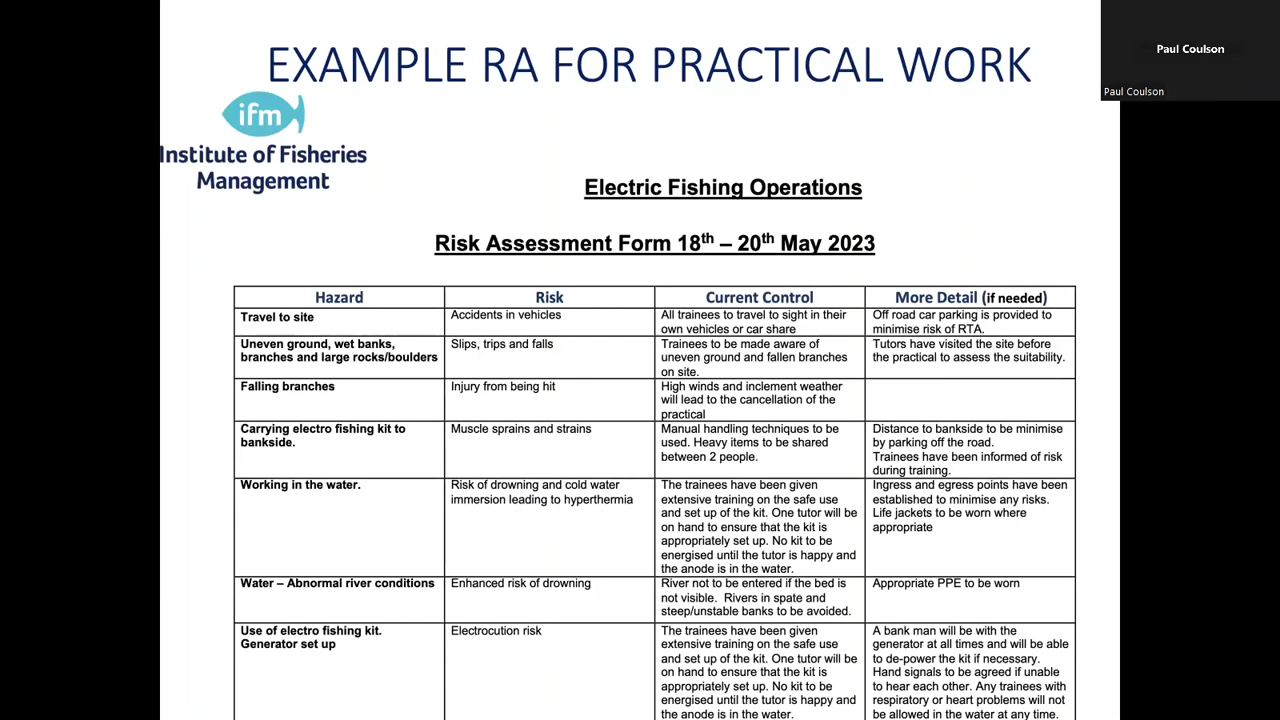 EXAMPLE RA FOR PRACTICAL WORK
Paul Coulson
Paul Coulson
ifm
Institute of Fisheries
Management
Electric Fishing Operations
Risk Assessment Form 18th – 20th May 2023
Hazard Risk Current Control More Detail (if needed)
Travel to site
Accidents in vehicles
All trainees to travel to sight in their
own vehicles or car share
Off road car parking is provided to
minimise risk of RTA.
Uneven ground, wet banks,
branches and large rocks/boulders
Slips, trips and falls
Trainees to be made aware of
uneven ground and fallen branches
on site.
Tutors have visited the site before
the practical to assess the suitability.
Falling branches
Injury from being hit
High winds and inclement weather
will lead to the cancellation of the
practical
Carrying electro fishing kit to
bankside.
Muscle sprains and strains
Manual handling techniques to be
used. Heavy items to be shared
between 2 people.
Distance to bankside to be minimise
by parking off the road.
Trainees have been informed of risk
during training.
Working in the water.
Risk of drowning and cold water
immersion leading to hyperthermia
The trainees have been given
extensive training on the safe use
and set up of the kit. One tutor will be
on hand to ensure that the kit is
appropriately set up. No kit to be
energised until the tutor is happy and
the anode is in the water.
Ingress and egress points have been
established to minimise any risks.
Life jackets to be worn where
appropriate
Water – Abnormal river conditions
Enhanced risk of drowning
River not to be entered if the bed is
not visible. Rivers in spate and
steep/unstable banks to be avoided.
Appropriate PPE to be worn
Use of electro fishing kit.
Generator set up
Electrocution risk
The trainees have been given
extensive training on the safe use
and set up of the kit. One tutor will be
on hand to ensure that the kit is
appropriately set up. No kit to be
energised until the tutor is happy and
the anode is in the water.
A bank man will be with the
generator at all times and will be able
to de-power the kit if necessary.
Hand signals to be agreed if unable
to hear each other. Any trainees with
respiratory or heart problems will not
be allowed in the water at any time.